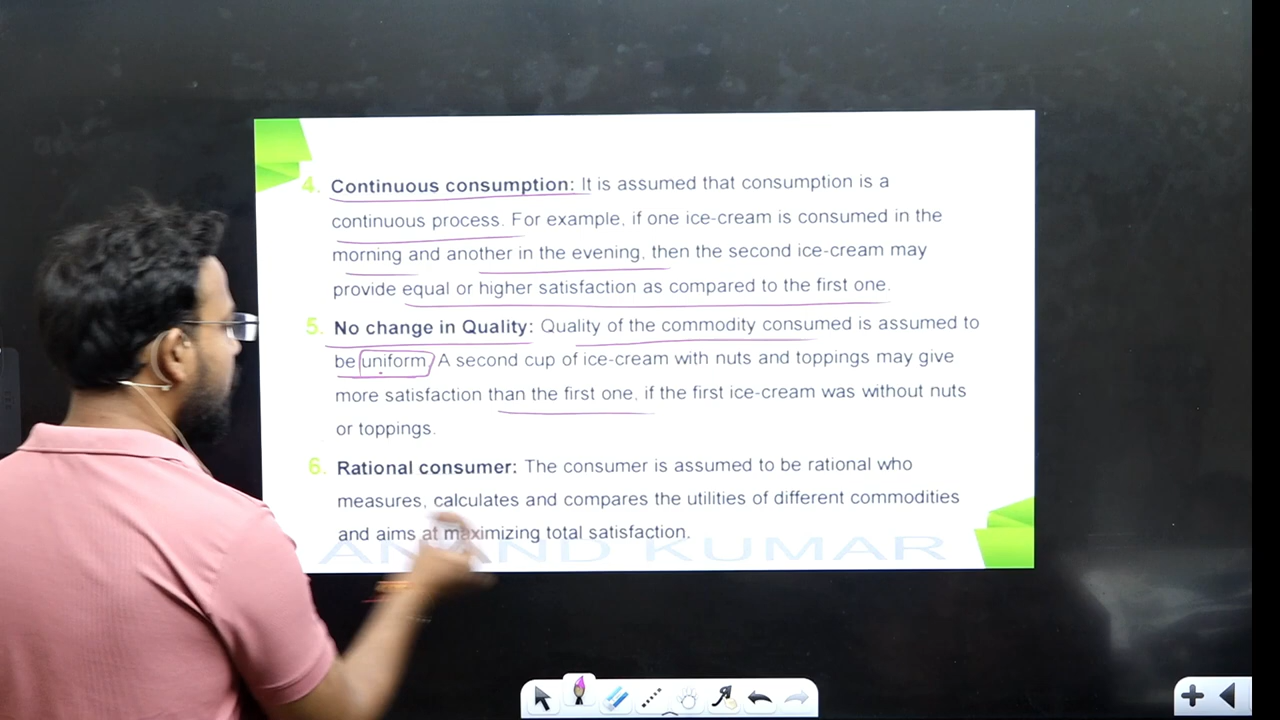 4. Continuous consumption: It is assumed that consumption is a
continuous process. For example, if one ice-cream is consumed in the
morning and another in the evening, then the second ice-cream may
provide equal or higher satisfaction as compared to the first one.
5. No change in Quality: Quality of the commodity consumed is assumed to
be uniform. A second cup of ice-cream with nuts and toppings may give
more satisfaction than the first one, if the first ice-cream was without nuts
or toppings.
6. Rational consumer: The consumer is assumed to be rational who
measures, calculates and compares the utilities of different commodities
and aims at maximizing total satisfaction.
ANAND KUMAR